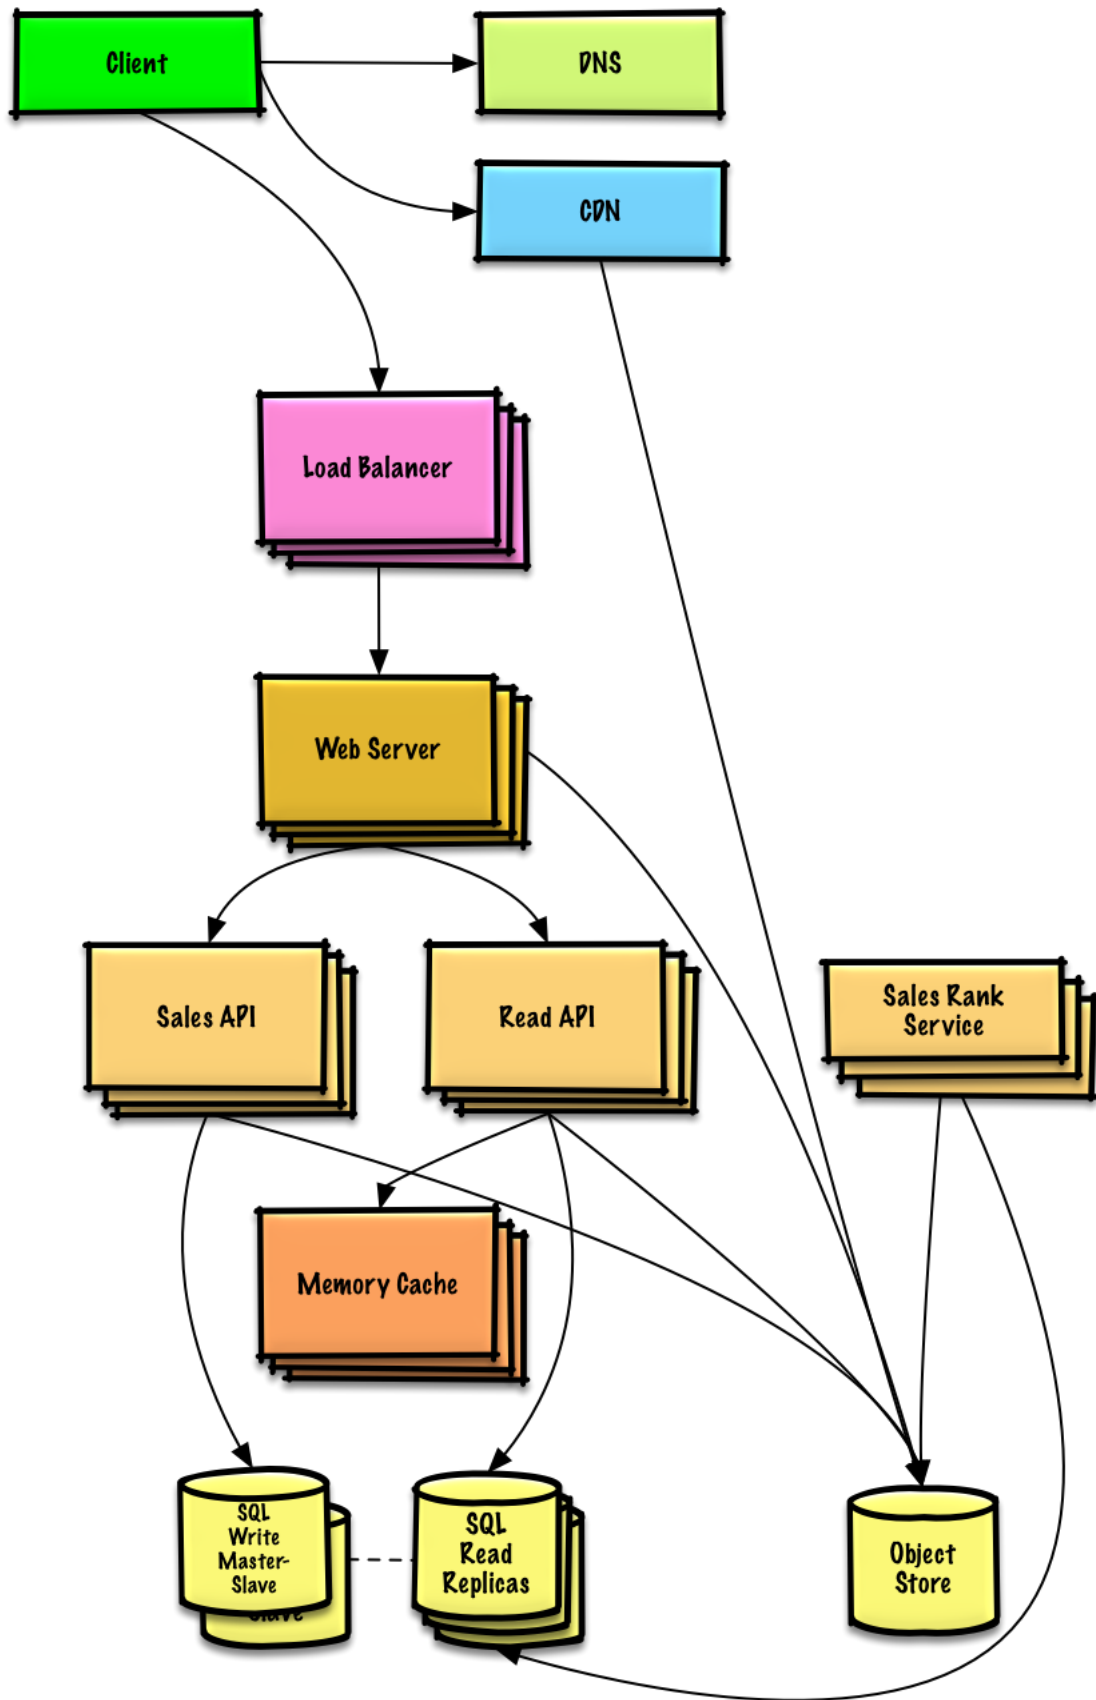 Client
DNS
CDN
Load Balancer
Web Server
Sales API
Read API
Sales Rank
Service
Memory Cache
SQL
Write
Master-
Slave
Slave
SQL
Read
Replicas
Object
Store